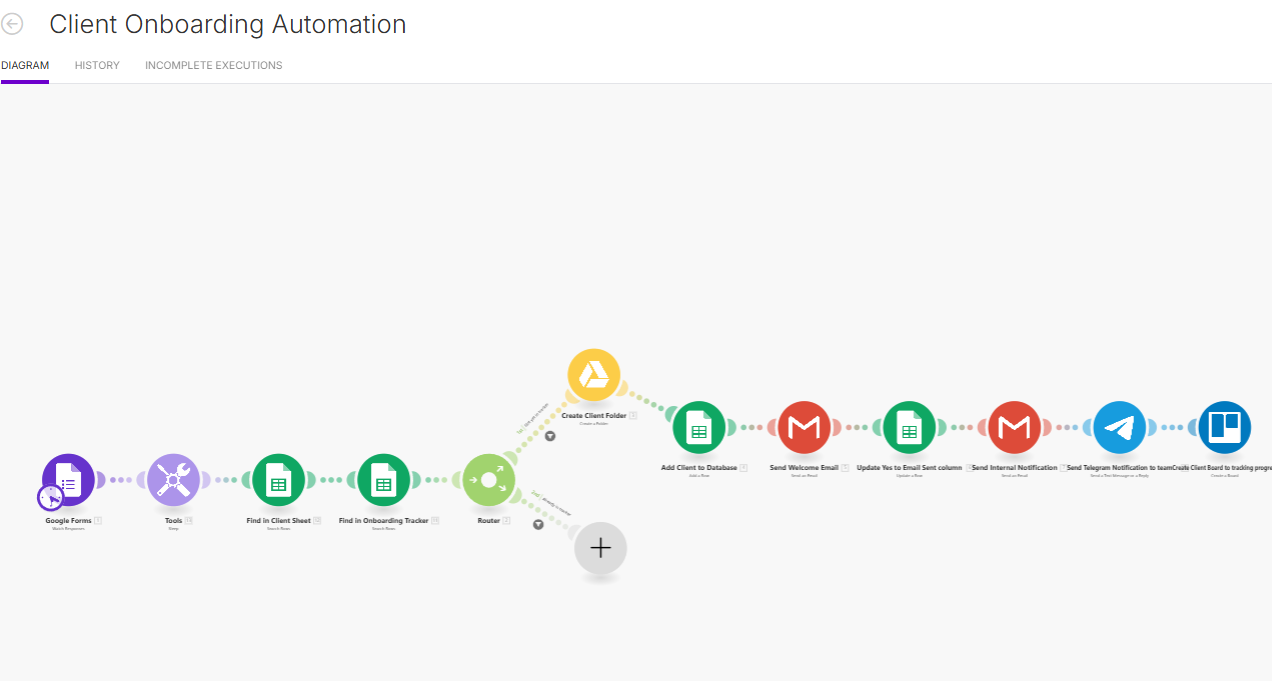 Client Onboarding Automation
DIAGRAM HISTORY INCOMPLETE EXECUTIONS
Create Client Folder
Create a Folder
Add Client to Database
Add a Row
Send Welcome Email
Send an Email
Update Yes to Email Sent column
Update a Row
Send Internal Notification
Send an Email
Send Telegram Notification to team
Send a Text Message or a Reply
Create Client Board to tracking progre
Create a Board
Google Forms
Watch Responses
Tools
Sleep
Find in Client Sheet
Search Rows
Find in Onboarding Tracker
Search Rows
Router